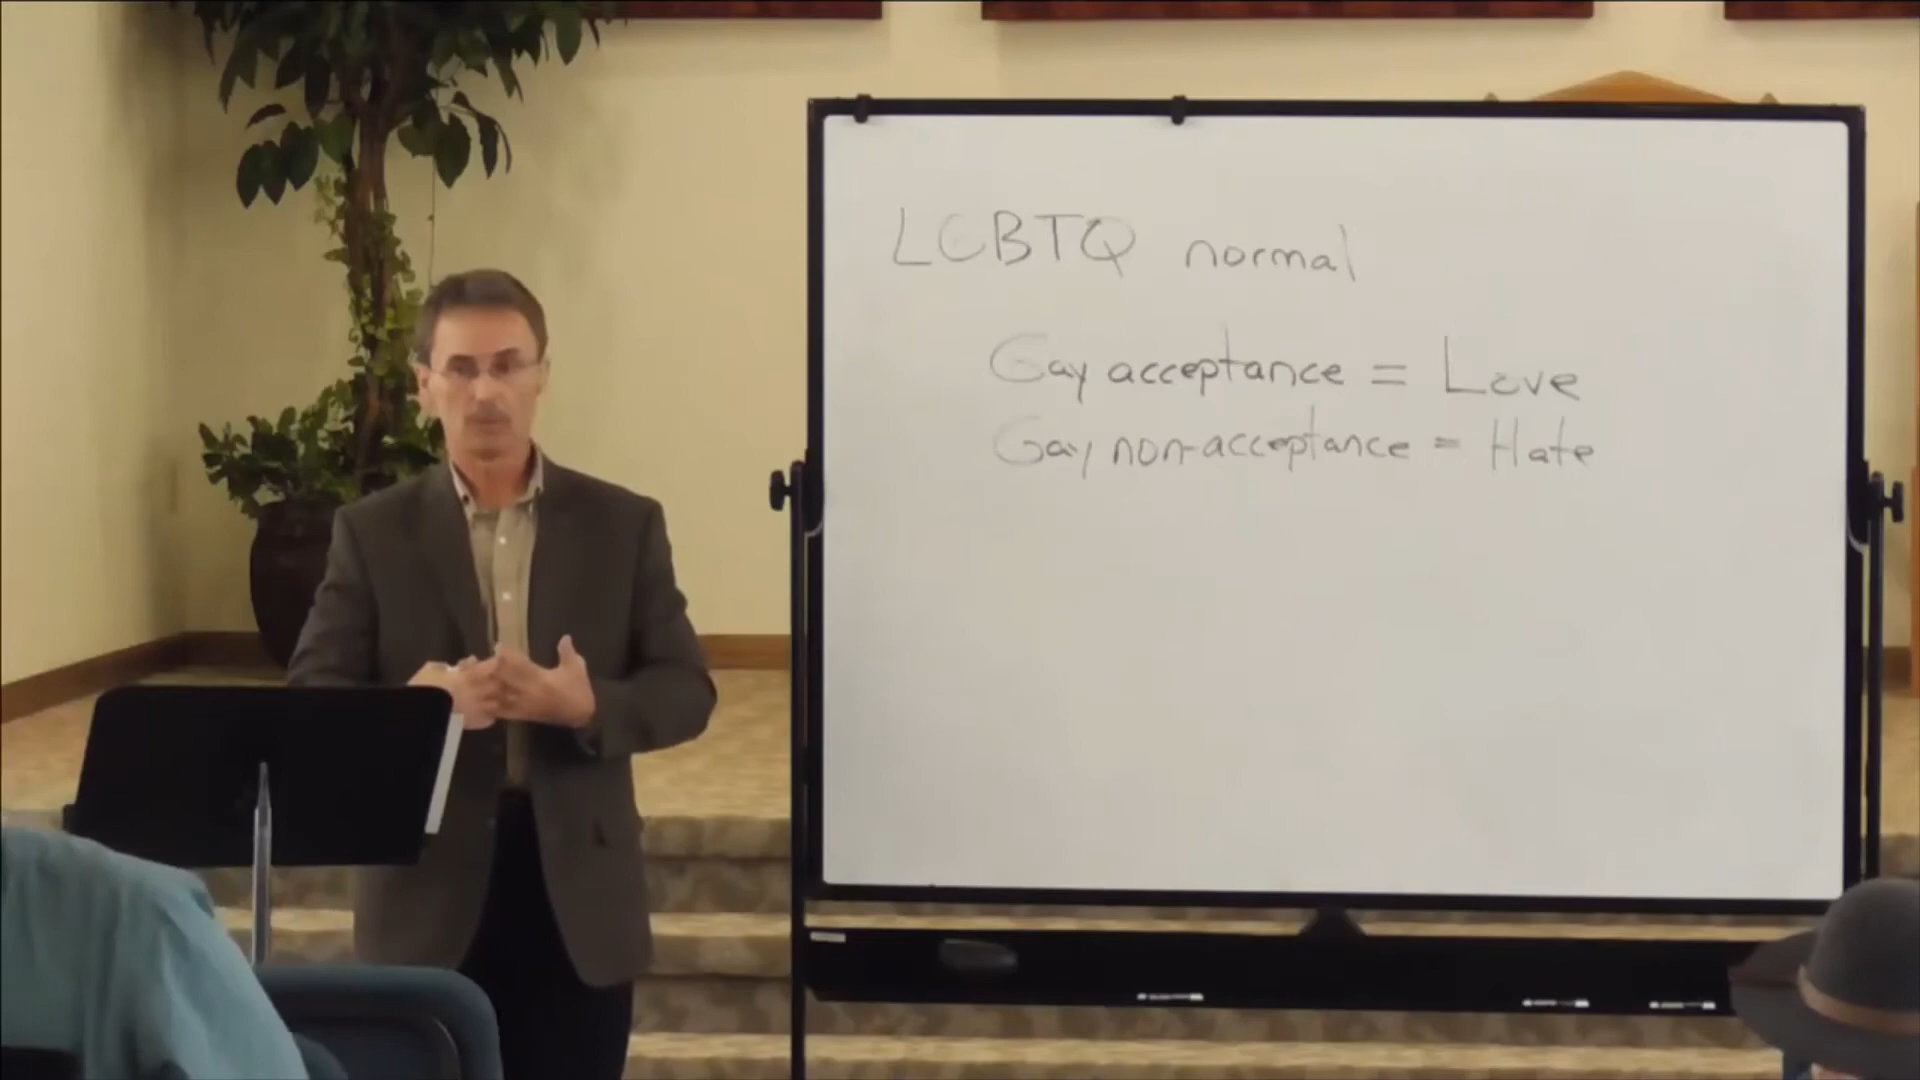 LGBTQ normal
Gay acceptance = Love
Gay non-acceptance = Hate